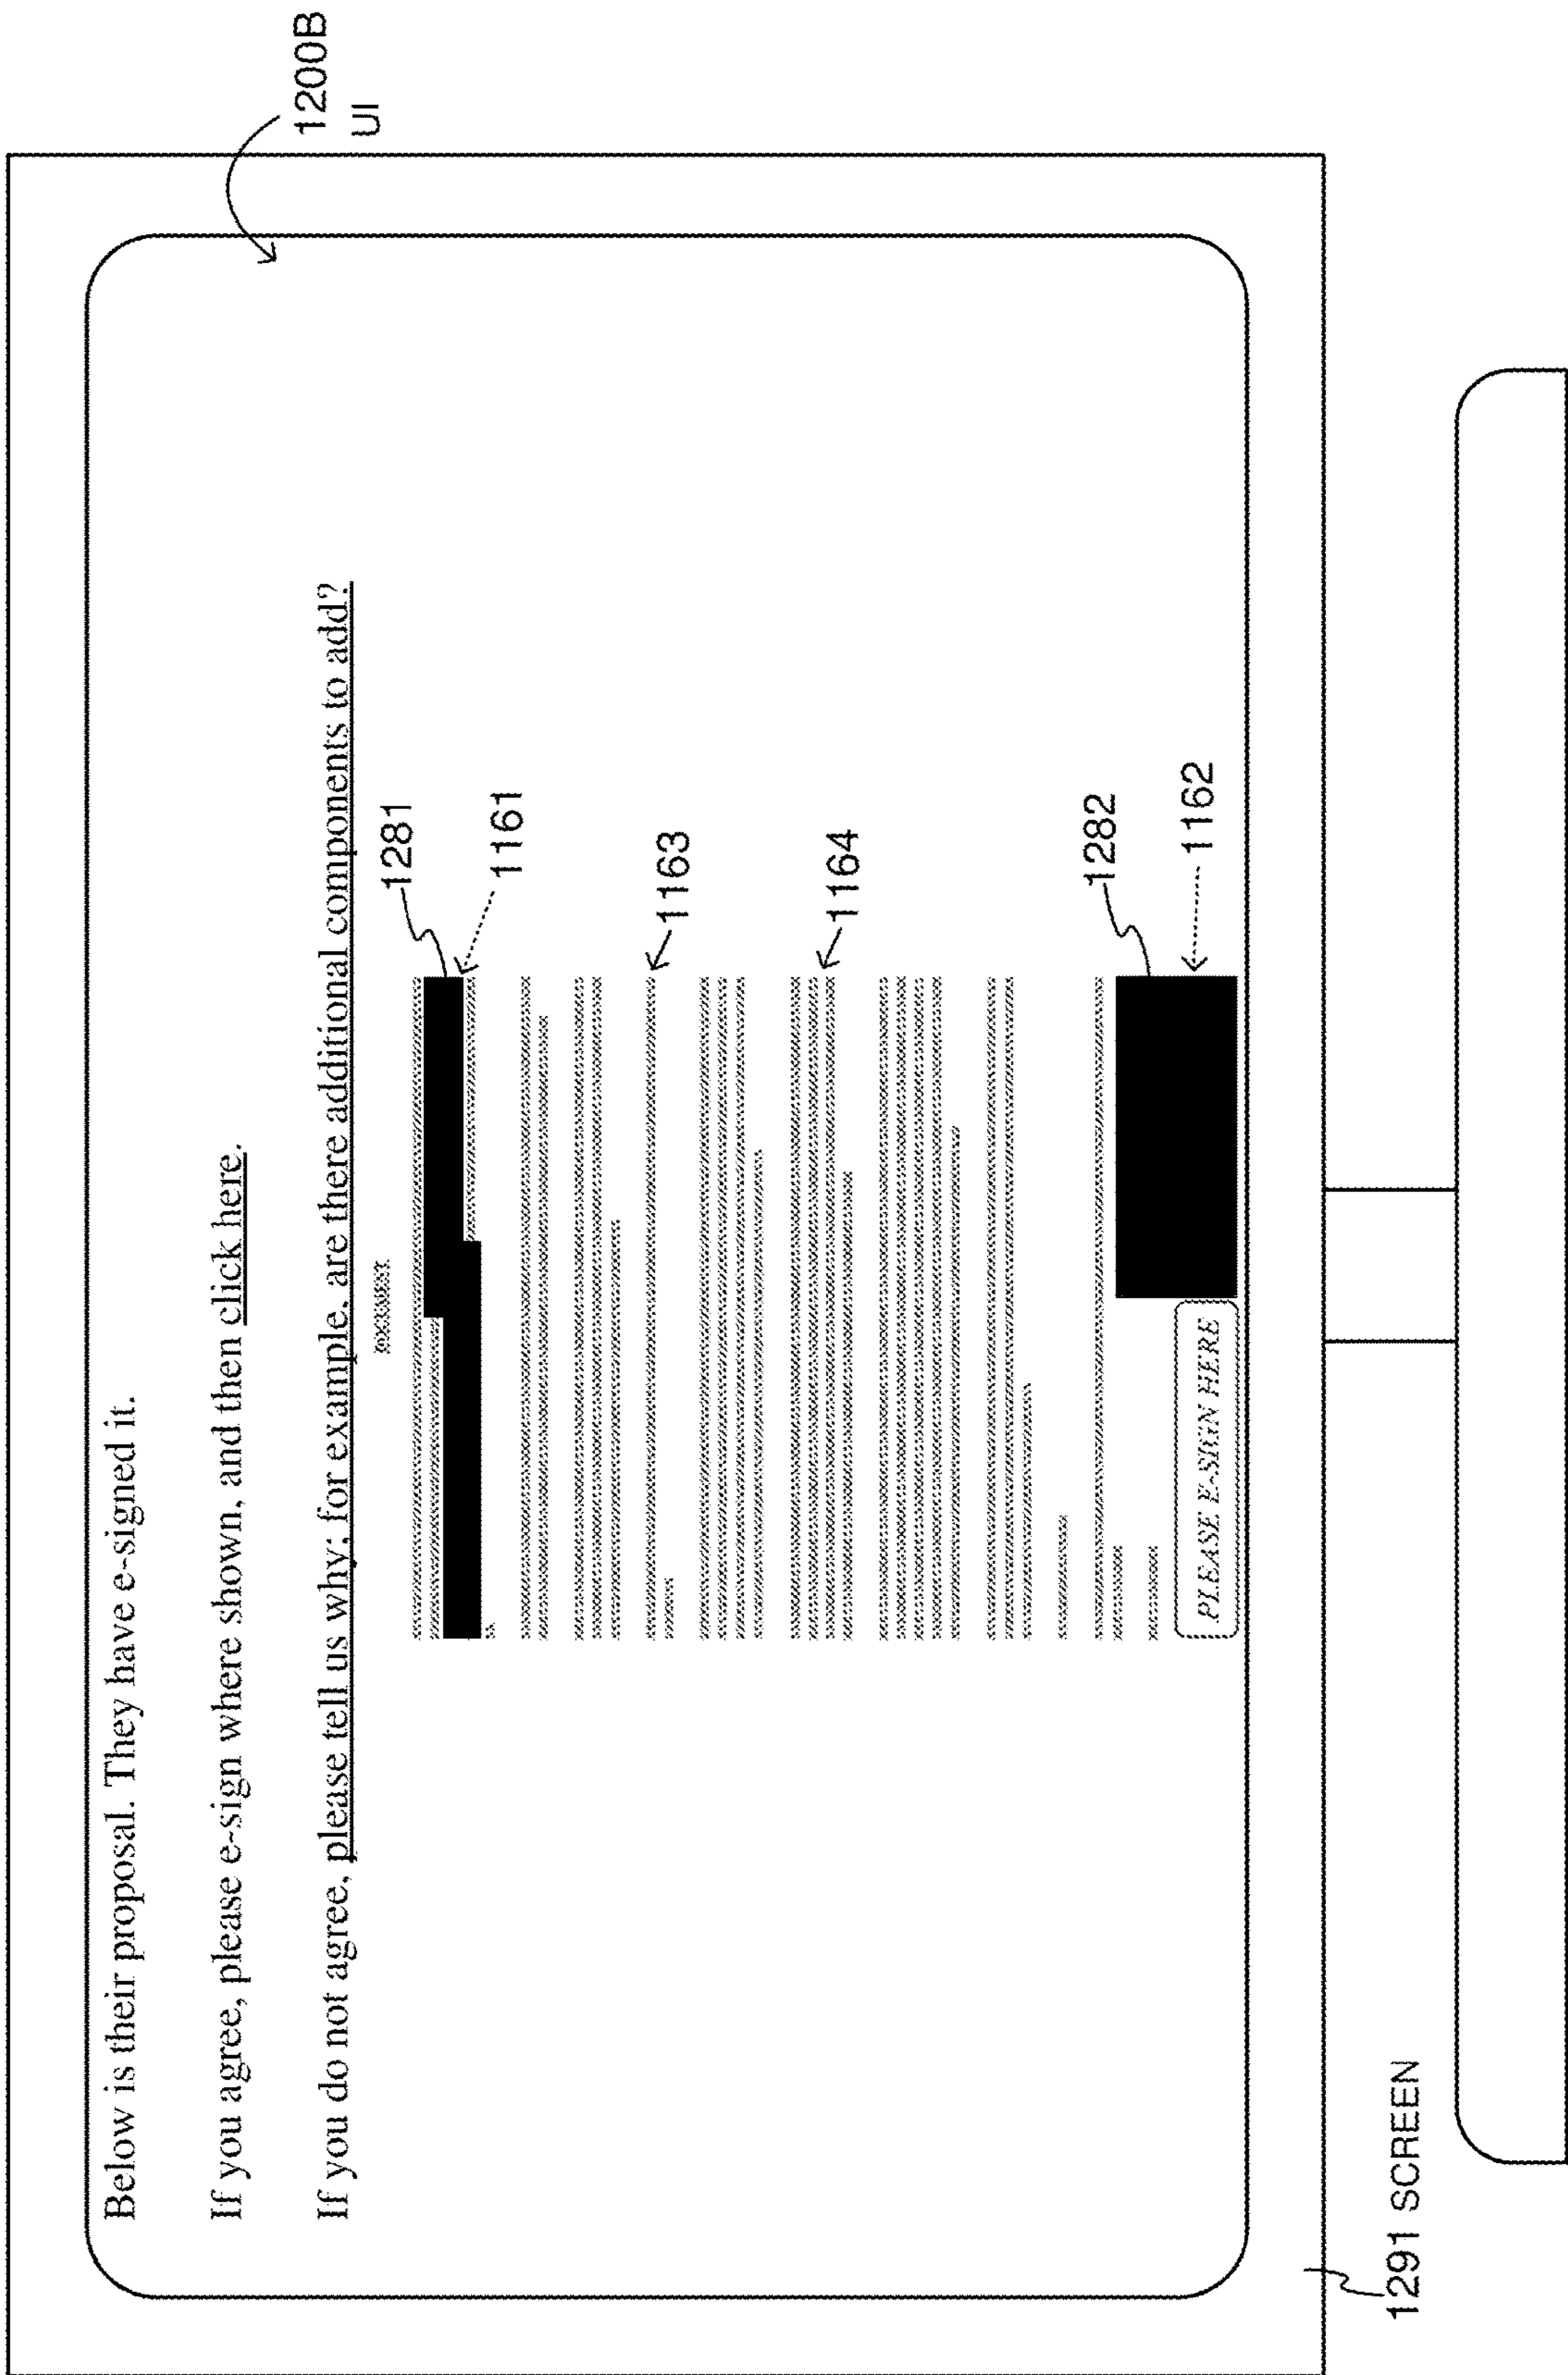 1200B
UI
Below is their proposal. They have e-signed it.
If you agree, please e-sign where shown, and then click here.
If you do not agree, please tell us why; for example, are there additional components to add?
1281
1161
1163
1164
1282
1162
PLEASE E-SIGN HERE
1291 SCREEN